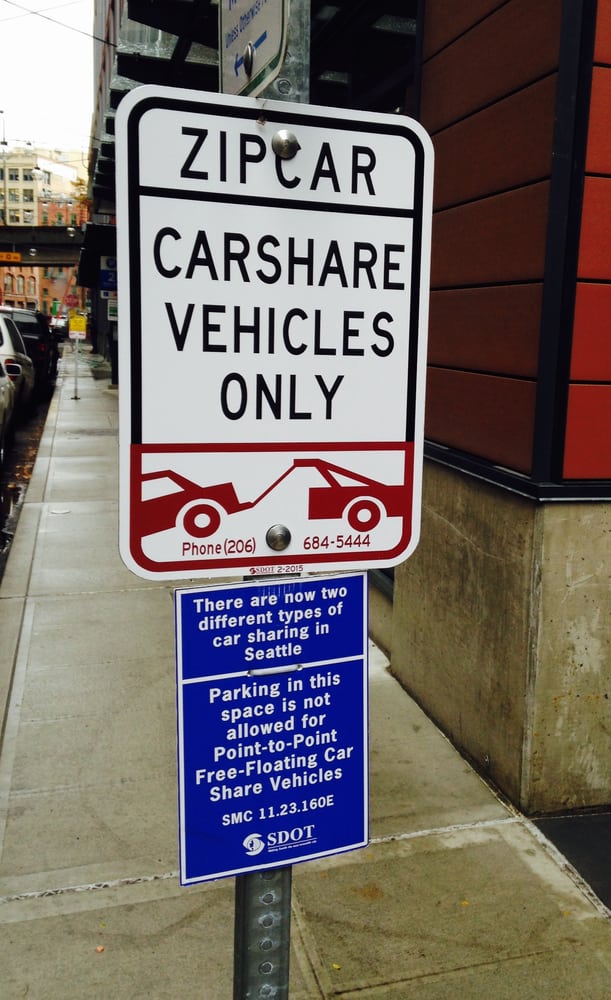 Unless Otherwise
ZIPCAR
CARSHARE
VEHICLES
ONLY
Phone (206) 684-5444
SDOT 2-2015
There are now two
different types of
car sharing in
Seattle
Parking in this
space is not
allowed for
Point-to-Point
Free-Floating Car
Share Vehicles
SMC 11.23.160E
SDOT